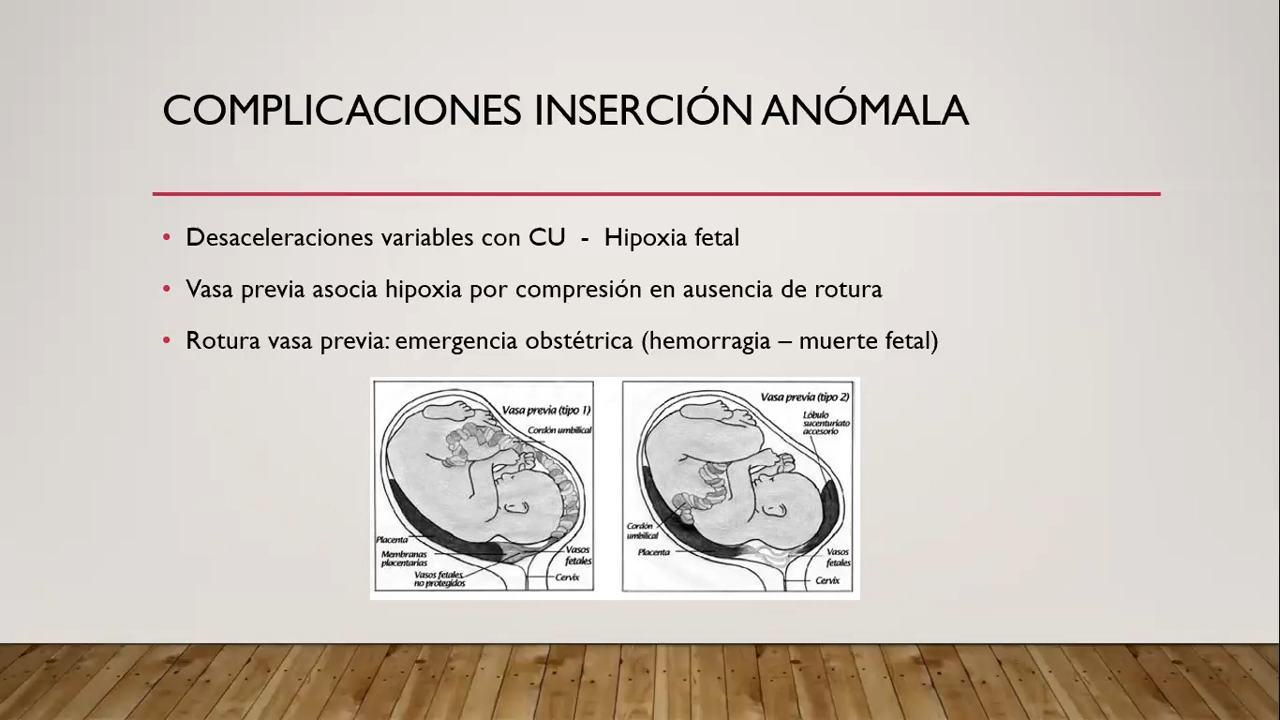 COMPLICACIONES INSERCIÓN ANÓMALA
• Desaceleraciones variables con CU - Hipoxia fetal
• Vasa previa asocia hipoxia por compresión en ausencia de rotura
• Rotura vasa previa: emergencia obstétrica (hemorragia – muerte fetal)
Vasa previa (tipo 1)
Cordón umbilical
Placenta
Membranas
placentarias
Vasos fetales
no protegidos
Vasos
fetales
Cervix
Vasa previa (tipo 2)
Lóbulo
sucenturiato
accesorio
Cordón
umbilical
Placenta
Vasos
fetales
Cervix